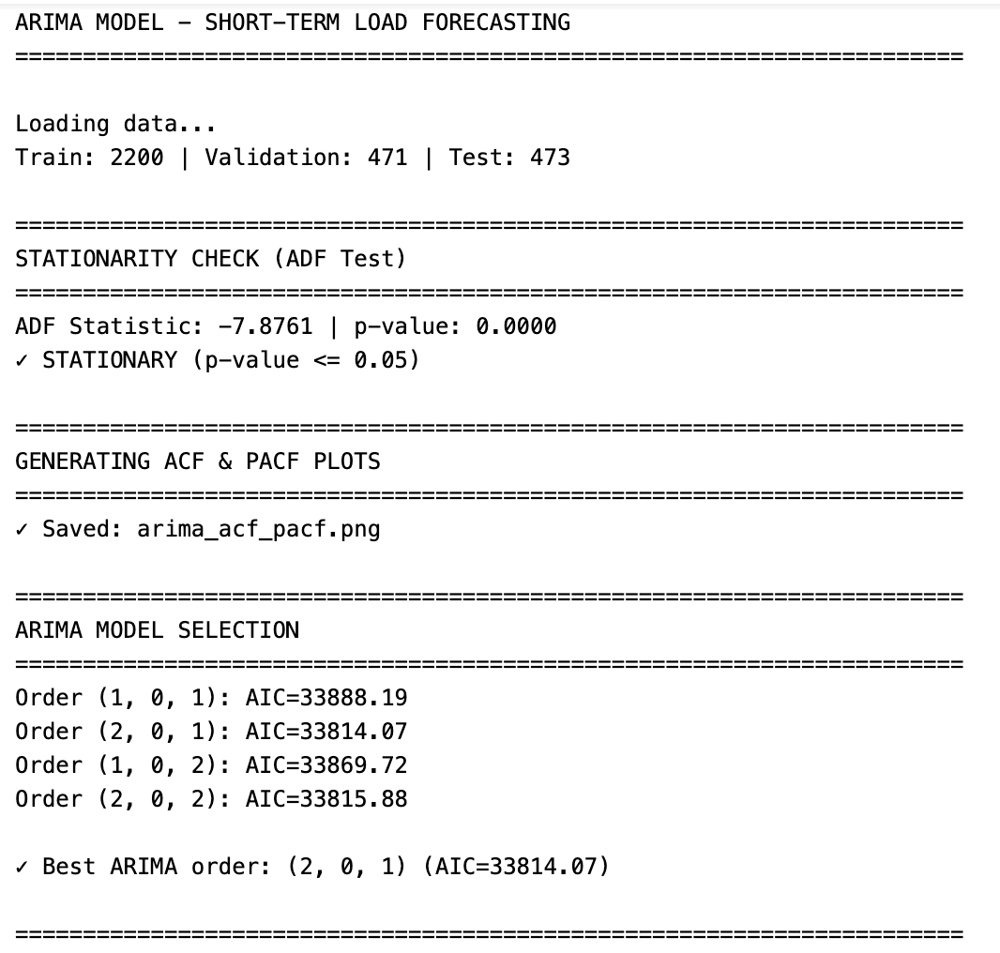 ARIMA MODEL - SHORT-TERM LOAD FORECASTING
======================================================================
Loading data...
Train: 2200 | Validation: 471 | Test: 473
======================================================================
STATIONARITY CHECK (ADF Test)
======================================================================
ADF Statistic: -7.8761 | p-value: 0.0000
✓ STATIONARY (p-value <= 0.05)
======================================================================
GENERATING ACF & PACF PLOTS
======================================================================
✓ Saved: arima_acf_pacf.png
======================================================================
ARIMA MODEL SELECTION
======================================================================
Order (1, 0, 1): AIC=33888.19
Order (2, 0, 1): AIC=33814.07
Order (1, 0, 2): AIC=33869.72
Order (2, 0, 2): AIC=33815.88
✓ Best ARIMA order: (2, 0, 1) (AIC=33814.07)
======================================================================